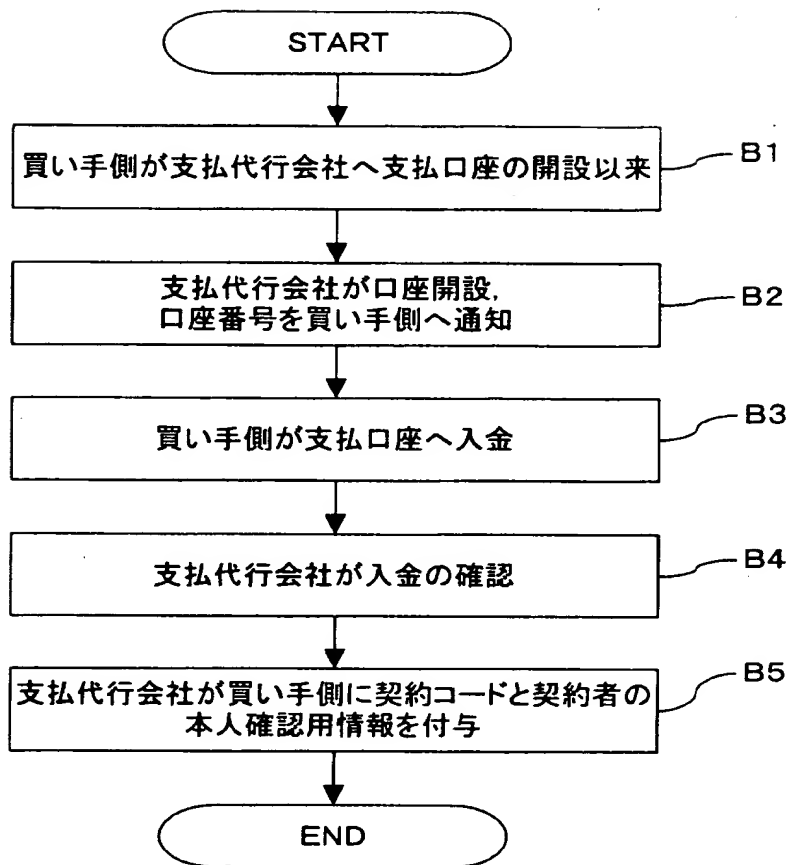 START
買い手側が支払代行会社へ支払口座の開設以来
B1
支払代行会社が口座開設,
口座番号を買い手側へ通知
B2
買い手側が支払口座へ入金
B3
支払代行会社が入金の確認
B4
支払代行会社が買い手側に契約コードと契約者の
本人確認用情報を付与
B5
END